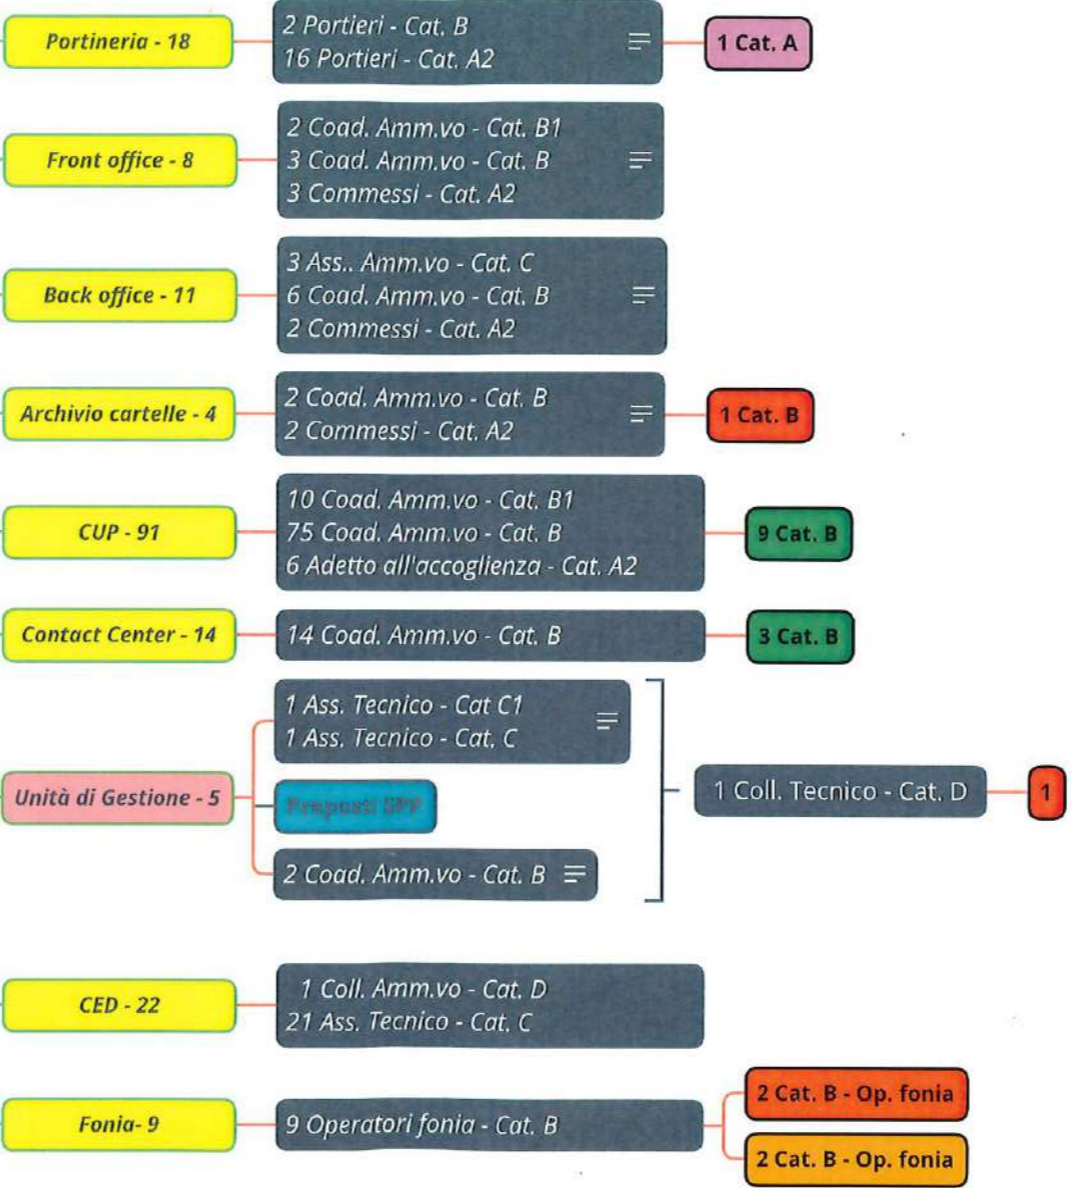 Portineria - 18
2 Portieri - Cat. B
16 Portieri - Cat. A2
1 Cat. A
Front office - 8
2 Coad. Amm.vo - Cat. B1
3 Coad. Amm.vo - Cat. B
3 Commessi - Cat. A2
Back office - 11
3 Ass.. Amm.vo - Cat. C
6 Coad. Amm.vo - Cat. B
2 Commessi - Cat. A2
Archivio cartelle - 4
2 Coad. Amm.vo - Cat. B
2 Commessi - Cat. A2
1 Cat. B
CUP - 91
10 Coad. Amm.vo - Cat. B1
75 Coad. Amm.vo - Cat. B
6 Adetto all'accoglienza - Cat. A2
9 Cat. B
Contact Center - 14
14 Coad. Amm.vo - Cat. B
3 Cat. B
Unità di Gestione - 5
1 Ass. Tecnico - Cat C1
1 Ass. Tecnico - Cat. C
Preposti SPP
2 Coad. Amm.vo - Cat. B
1 Coll. Tecnico - Cat. D
1
CED - 22
1 Coll. Amm.vo - Cat. D
21 Ass. Tecnico - Cat. C
Fonia- 9
9 Operatori fonia - Cat. B
2 Cat. B - Op. fonia
2 Cat. B - Op. fonia